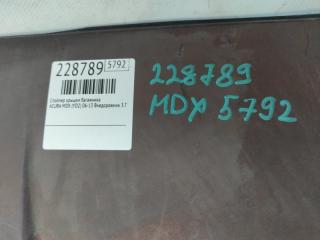 228789 5792
Спойлер крышки багажника
ACURA MDX (YD2) 06-13 Внедорожник 3.7
228789
MDX 5792